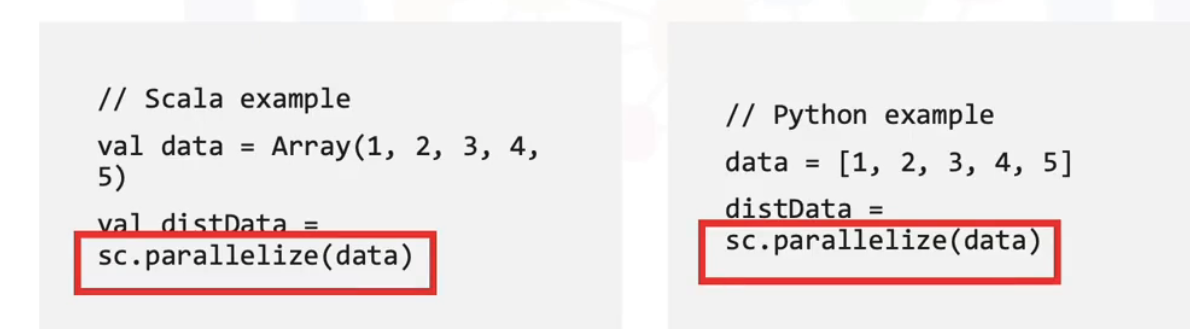 // Scala example
val data = Array(1, 2, 3, 4,
5)
val distData =
sc.parallelize(data)
// Python example
data = [1, 2, 3, 4, 5]
distData =
sc.parallelize(data)